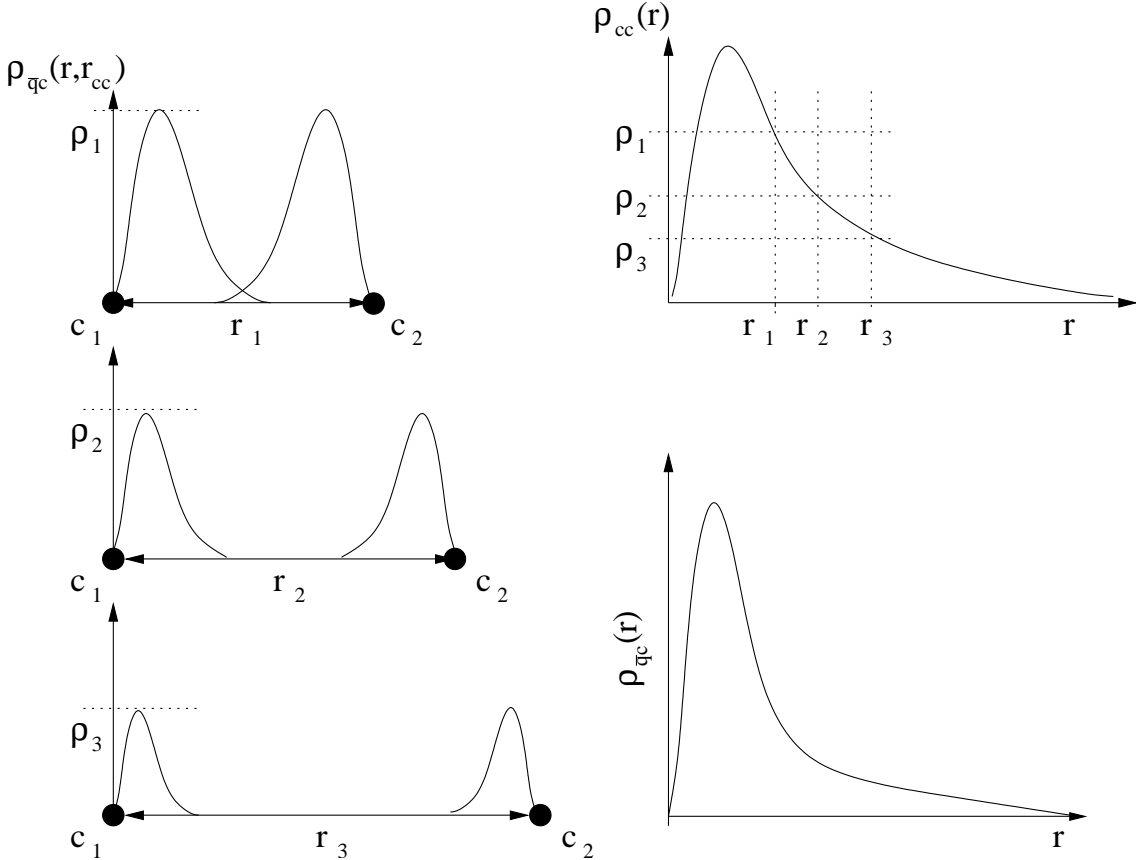 ρ_q̅c(r,r_cc)
ρ_1
c_1 r_1 c_2
ρ_2
c_1 r_2 c_2
ρ_3
c_1 r_3 c_2
ρ_cc(r)
ρ_1
ρ_2
ρ_3
r_1 r_2 r_3 r
ρ_q̅c(r)
r